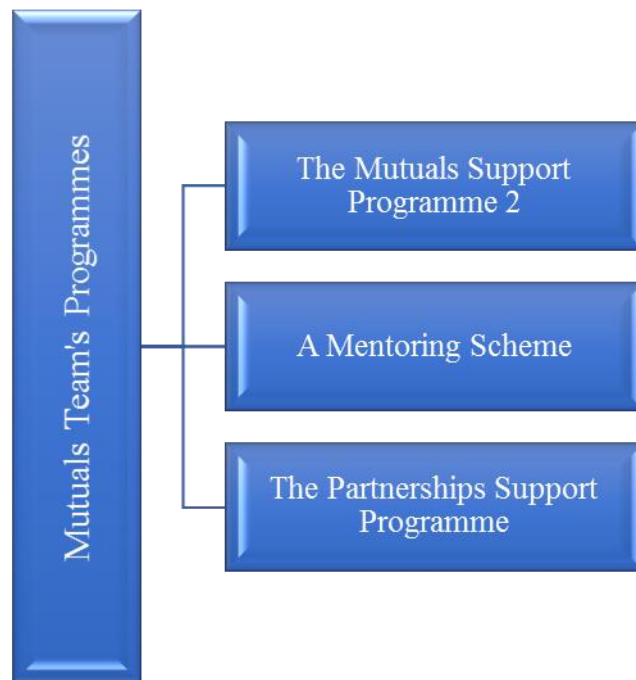 Mutuals Team's Programmes
The Mutuals Support
Programme 2
A Mentoring Scheme
The Partnerships Support
Programme